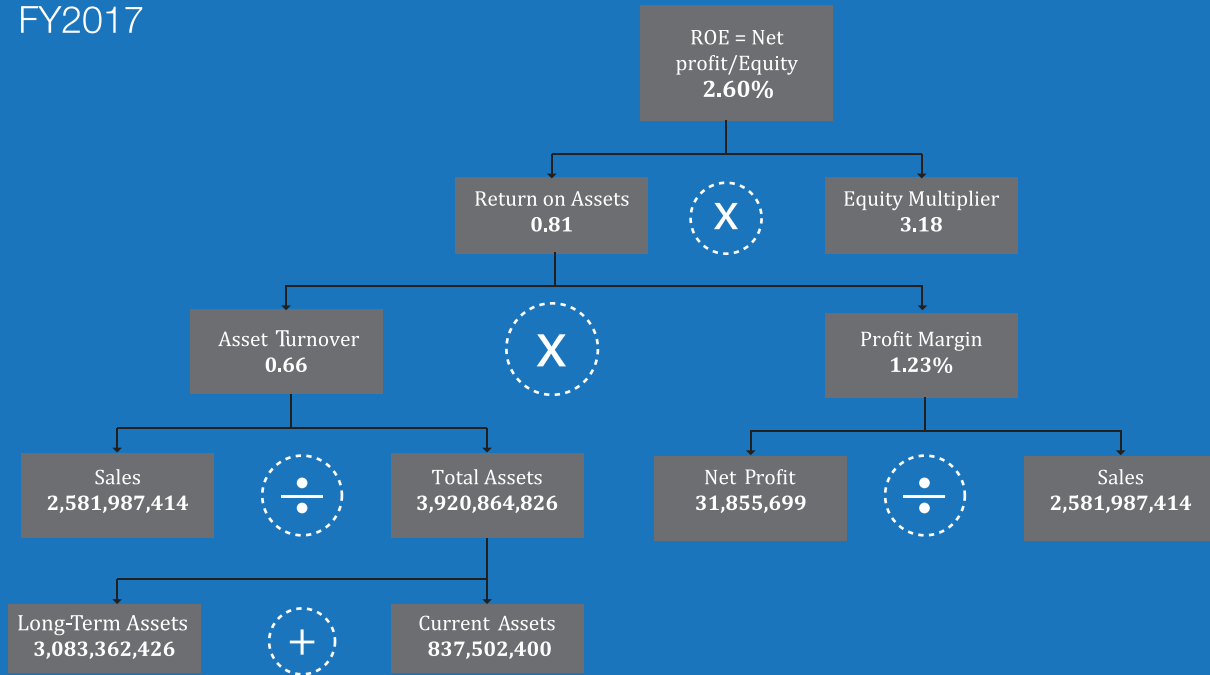 FY2017
ROE = Net
profit/Equity
2.60%
Return on Assets
0.81
X
Equity Multiplier
3.18
Asset Turnover
0.66
X
Profit Margin
1.23%
Sales
2,581,987,414
÷
Total Assets
3,920,864,826
Net Profit
31,855,699
÷
Sales
2,581,987,414
Long-Term Assets
3,083,362,426
+
Current Assets
837,502,400